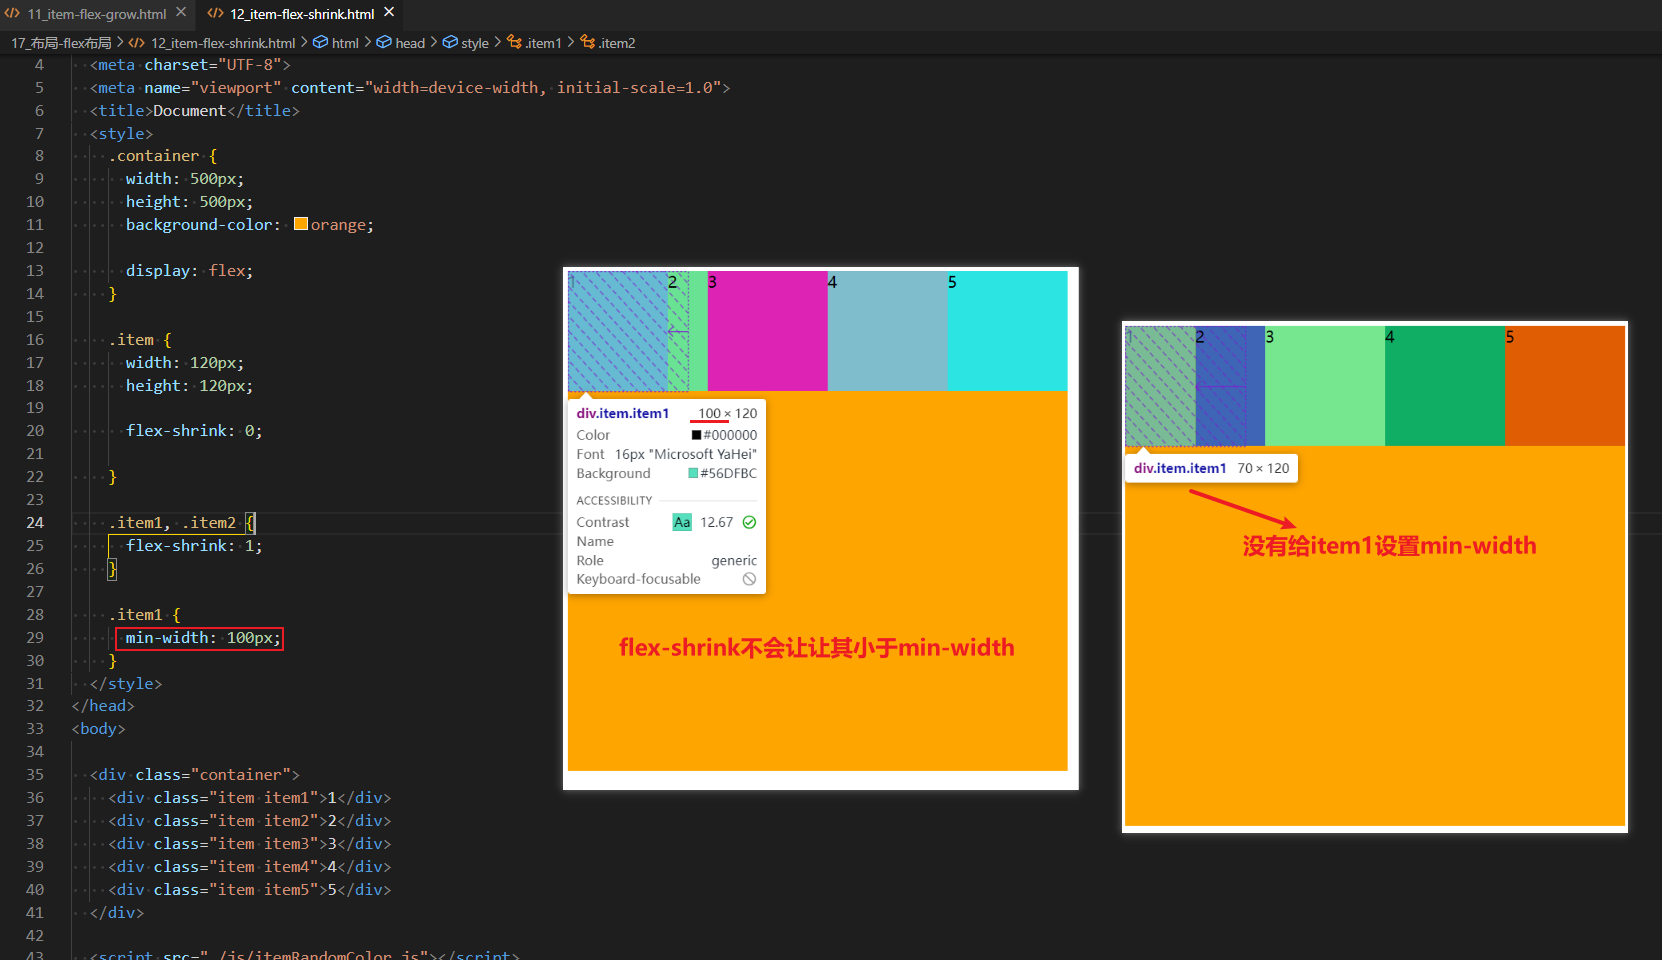 11_item-flex-grow.html
12_item-flex-shrink.html
17_布局-flex布局 > 12_item-flex-shrink.html > html > head > style > .item1 > .item2
4 <meta charset="UTF-8">
5 <meta name="viewport" content="width=device-width, initial-scale=1.0">
6 <title>Document</title>
7 <style>
8 .container {
9 width: 500px;
10 height: 500px;
11 background-color: orange;
12
13 display: flex;
14 }
15
16 .item {
17 width: 120px;
18 height: 120px;
19
20 flex-shrink: 0;
21
22 }
23
24 .item1, .item2 {
25 flex-shrink: 1;
26 }
27
28 .item1 {
29 min-width: 100px;
30 }
31 </style>
32 </head>
33 <body>
34
35 <div class="container">
36 <div class="item item1">1</div>
37 <div class="item item2">2</div>
38 <div class="item item3">3</div>
39 <div class="item item4">4</div>
40 <div class="item item5">5</div>
41 </div>
42
43 <script src="./js/itemRandomColor.js"></script>
1 2 3 4 5
div.item.item1 100 × 120
Color #000000
Font 16px "Microsoft YaHei"
Background #56DFBC
ACCESSIBILITY
Contrast Aa 12.67
Name
Role generic
Keyboard-focusable
flex-shrink不会让让其小于min-width
1 2 3 4 5
div.item.item1 70 × 120
没有给item1设置min-width